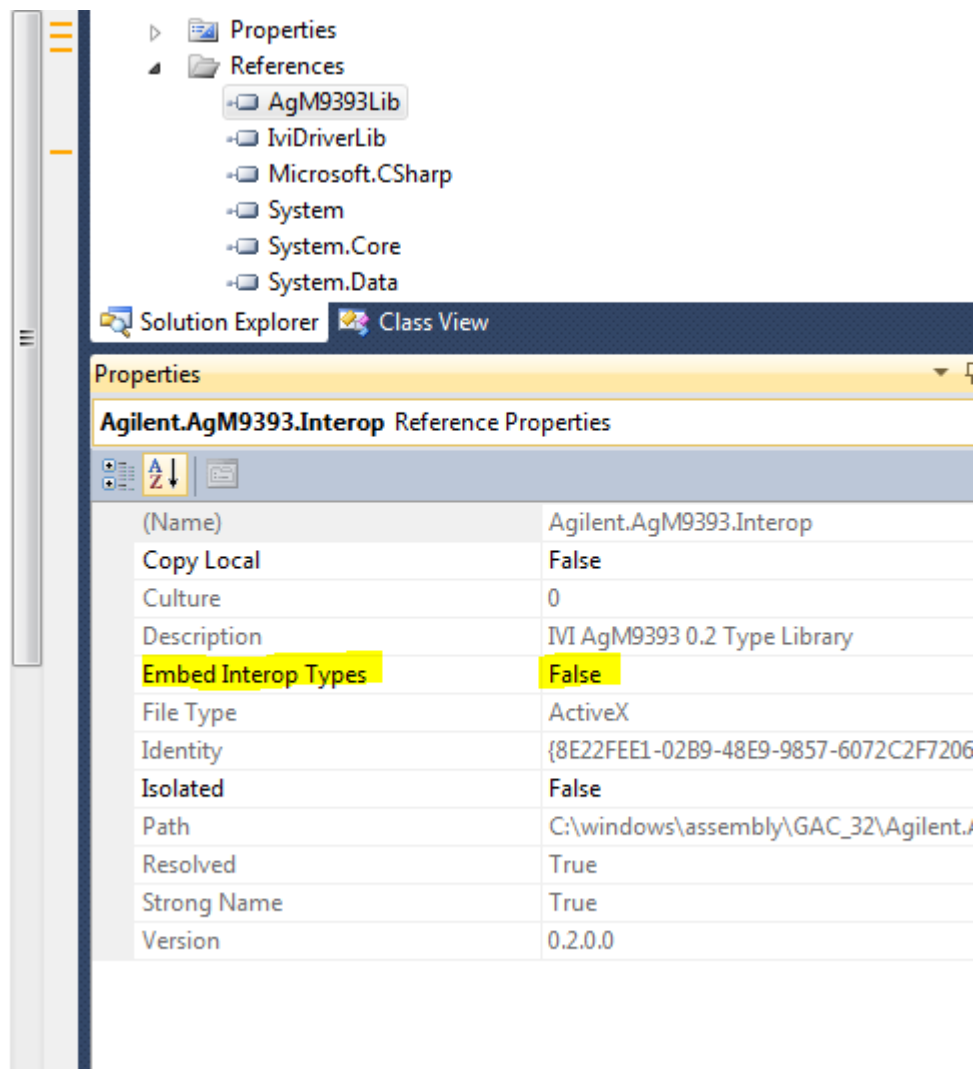 Properties
References
AgM9393Lib
IviDriverLib
Microsoft.CSharp
System
System.Core
System.Data
Solution Explorer Class View
Properties
Agilent.AgM9393.Interop Reference Properties
(Name) Agilent.AgM9393.Interop
Copy Local False
Culture 0
Description IVI AgM9393 0.2 Type Library
Embed Interop Types False
File Type ActiveX
Identity {8E22FEE1-02B9-48E9-9857-6072C2F7206
Isolated False
Path C:\windows\assembly\GAC_32\Agilent.A
Resolved True
Strong Name True
Version 0.2.0.0